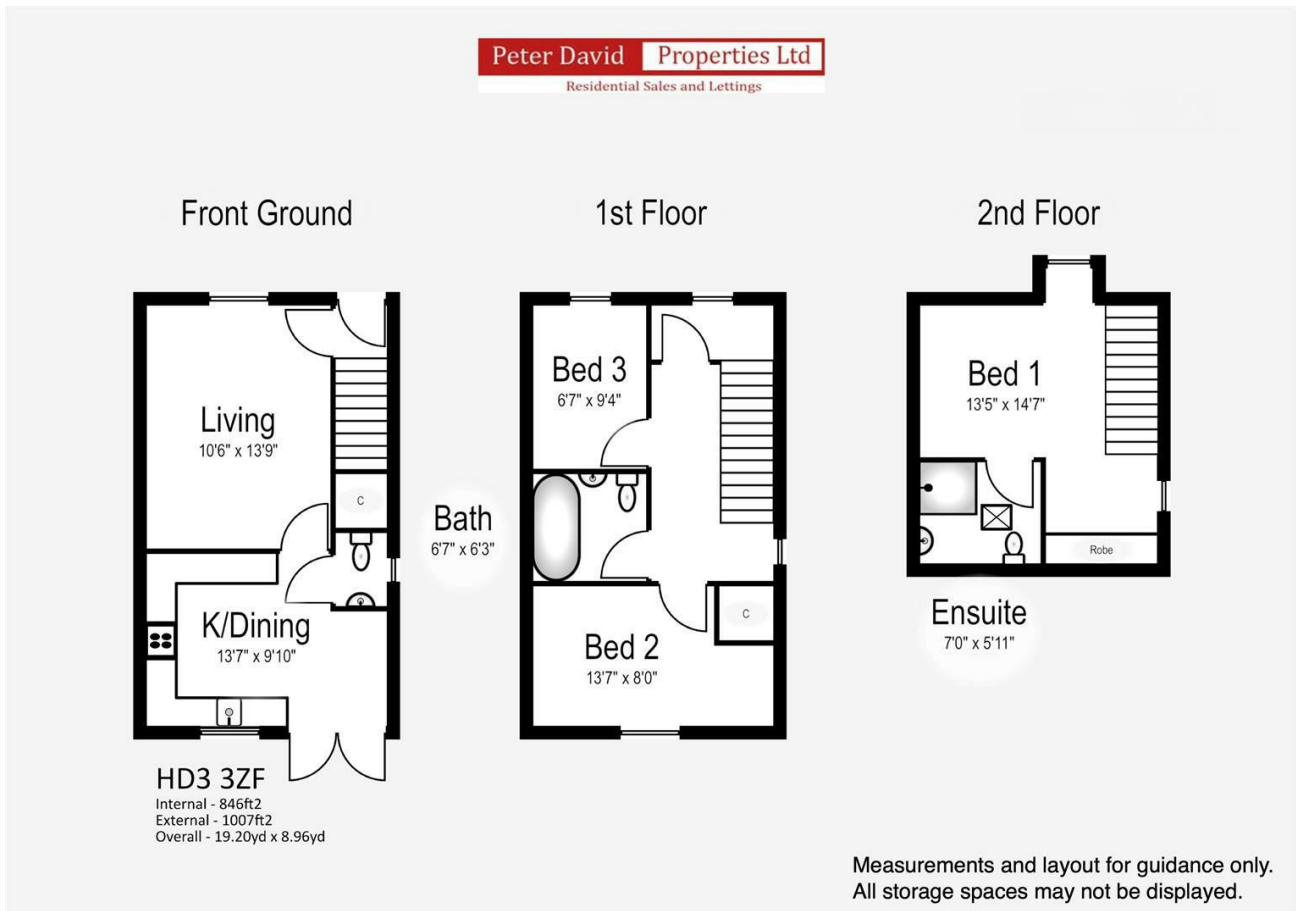 Peter David Properties Ltd
Residential Sales and Lettings
Front Ground
1st Floor
2nd Floor
Living
10'6" x 13'9"
C
K/Dining
13'7" x 9'10"
HD3 3ZF
Internal - 846ft2
External - 1007ft2
Overall - 19.20yd x 8.96yd
Bed 3
6'7" x 9'4"
Bath
6'7" x 6'3"
Bed 2
13'7" x 8'0"
C
Bed 1
13'5" x 14'7"
Robe
Ensuite
7'0" x 5'11"
Measurements and layout for guidance only.
All storage spaces may not be displayed.